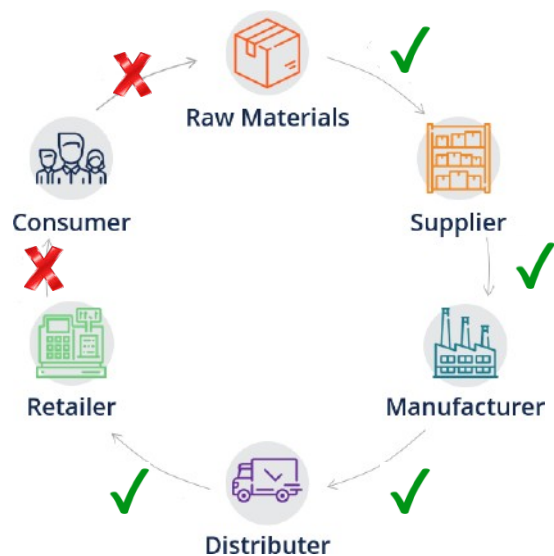 Raw Materials
Supplier
Manufacturer
Distributer
Retailer
Consumer